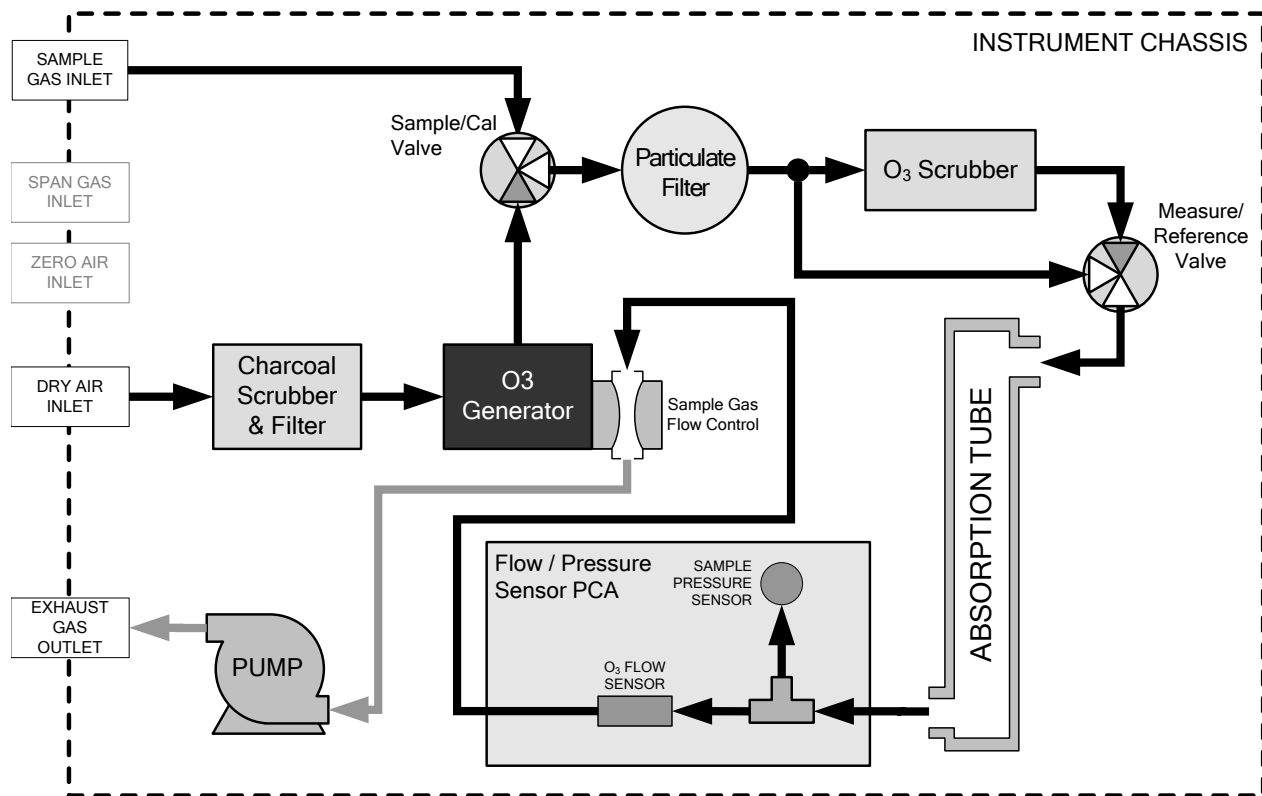 INSTRUMENT CHASSIS
SAMPLE
GAS INLET
Sample/Cal
Valve
Particulate
Filter
O₃ Scrubber
Measure/
Reference
Valve
SPAN GAS
INLET
ZERO AIR
INLET
DRY AIR
INLET
Charcoal
Scrubber
& Filter
O3
Generator
Sample Gas
Flow Control
ABSORPTION TUBE
Flow / Pressure
Sensor PCA
SAMPLE
PRESSURE
SENSOR
O₃ FLOW
SENSOR
EXHAUST
GAS
OUTLET
PUMP